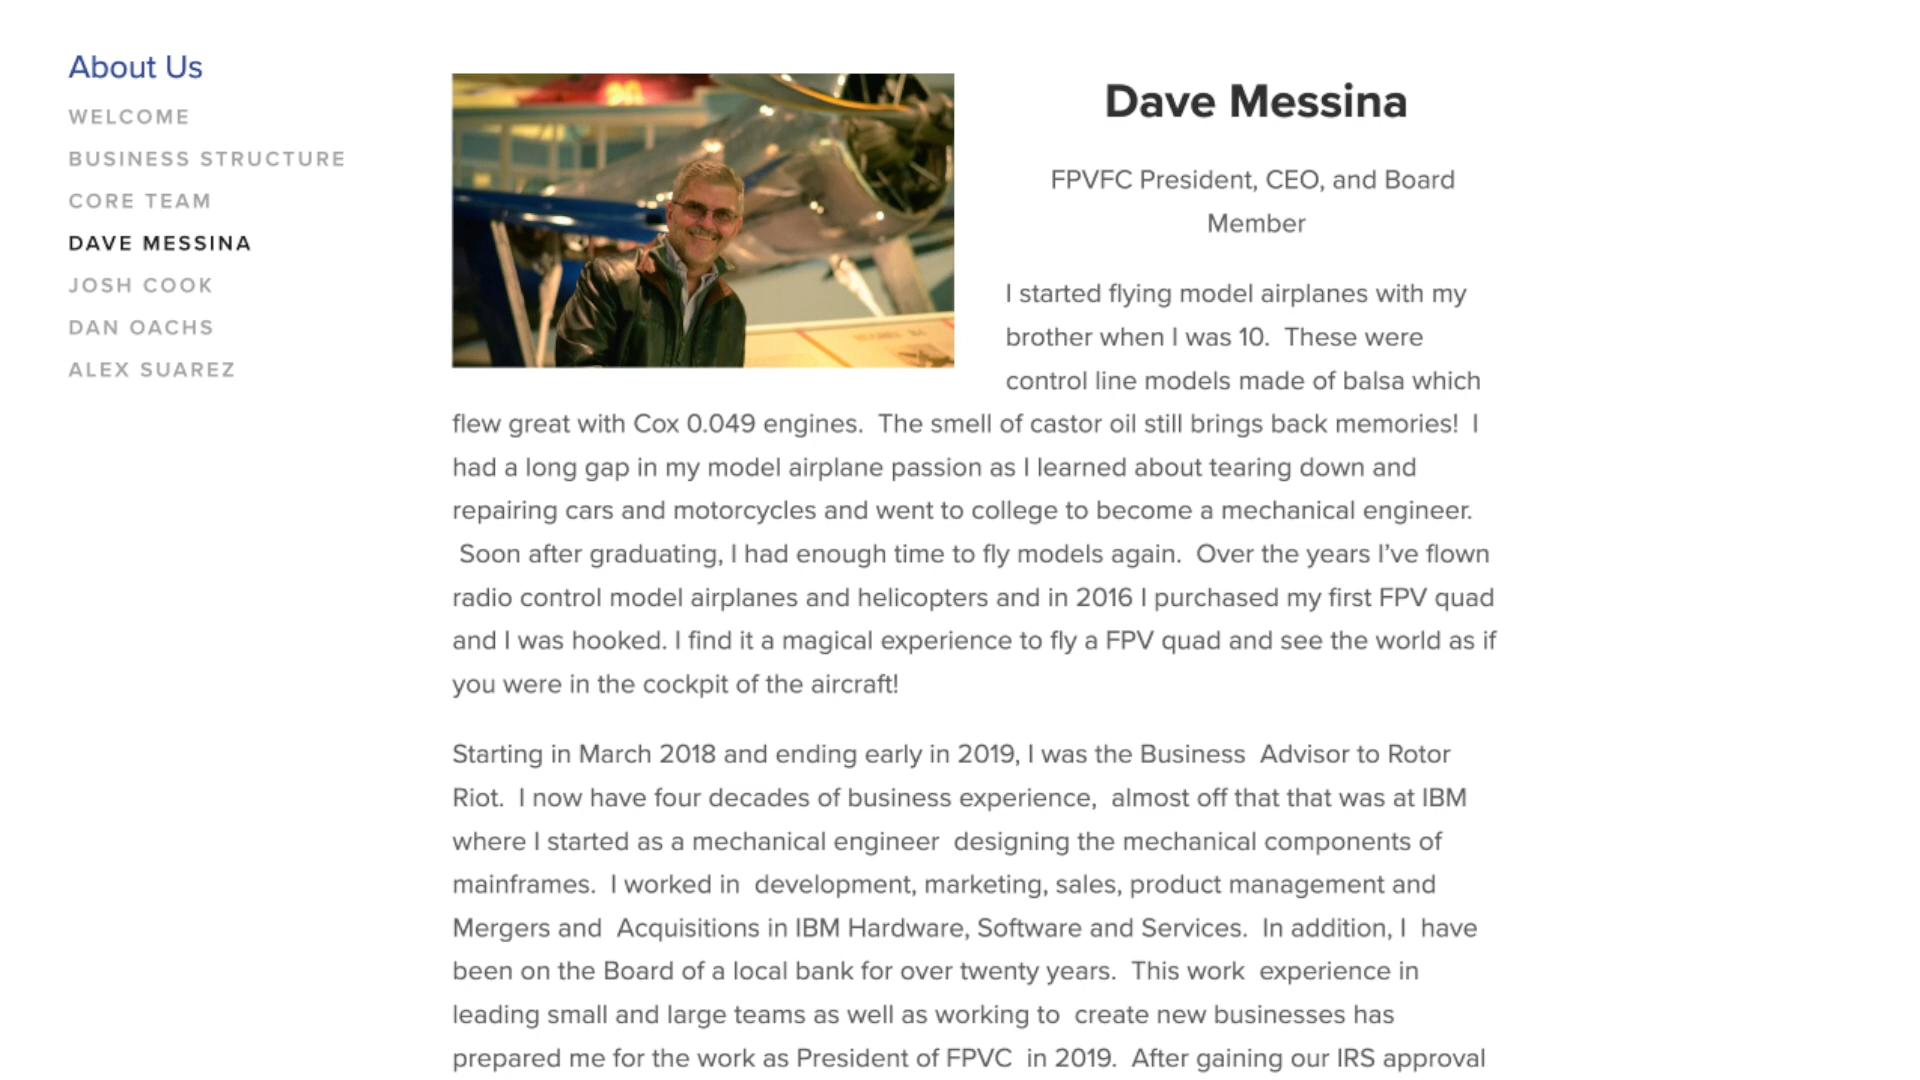 About Us
WELCOME
BUSINESS STRUCTURE
CORE TEAM
DAVE MESSINA
JOSH COOK
DAN OACHS
ALEX SUAREZ
Dave Messina
FPVFC President, CEO, and Board
Member
I started flying model airplanes with my
brother when I was 10.  These were
control line models made of balsa which
flew great with Cox 0.049 engines.  The smell of castor oil still brings back memories!  I
had a long gap in my model airplane passion as I learned about tearing down and
repairing cars and motorcycles and went to college to become a mechanical engineer.
Soon after graduating, I had enough time to fly models again.  Over the years I’ve flown
radio control model airplanes and helicopters and in 2016 I purchased my first FPV quad
and I was hooked. I find it a magical experience to fly a FPV quad and see the world as if
you were in the cockpit of the aircraft!
Starting in March 2018 and ending early in 2019, I was the Business  Advisor to Rotor
Riot.  I now have four decades of business experience,  almost off that that was at IBM
where I started as a mechanical engineer  designing the mechanical components of
mainframes.  I worked in  development, marketing, sales, product management and
Mergers and  Acquisitions in IBM Hardware, Software and Services.  In addition, I  have
been on the Board of a local bank for over twenty years.  This work  experience in
leading small and large teams as well as working to  create new businesses has
prepared me for the work as President of FPVC  in 2019.  After gaining our IRS approval